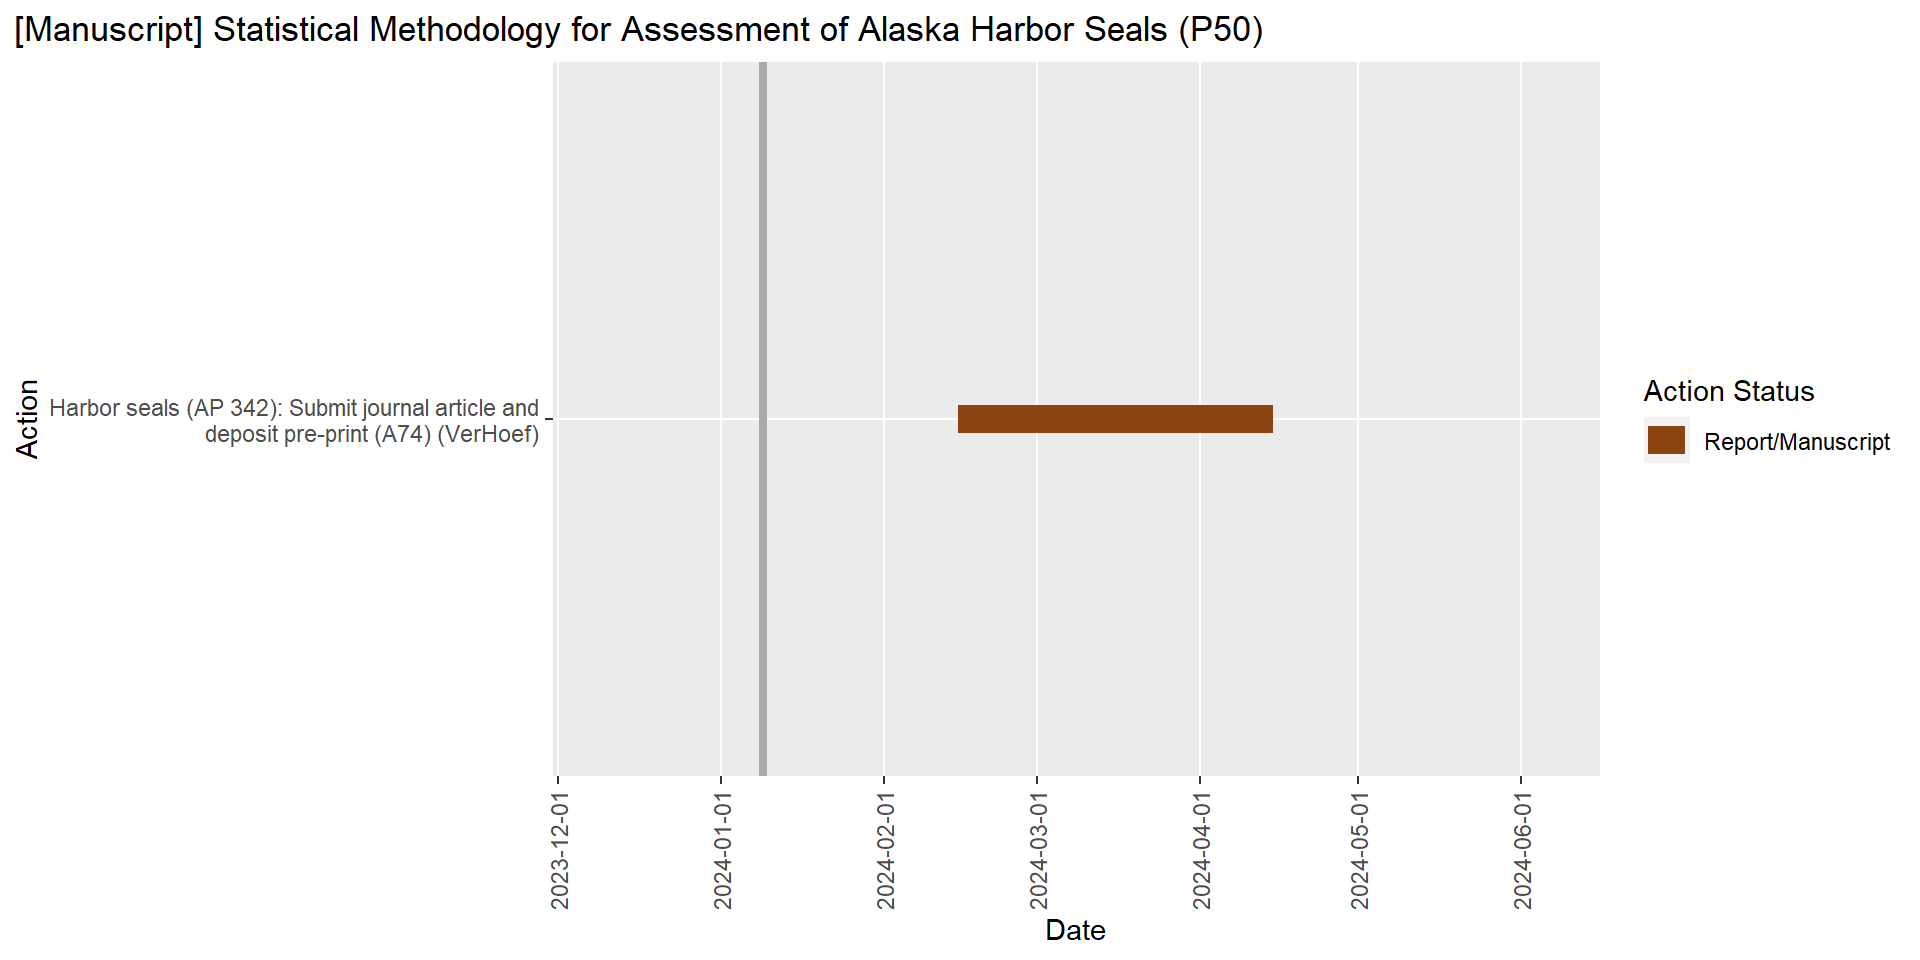 [Manuscript] Statistical Methodology for Assessment of Alaska Harbor Seals (P50)
Action
Harbor seals (AP 342): Submit journal article and
deposit pre-print (A74) (VerHoef)
2023-12-01
2024-01-01
2024-02-01
2024-03-01
2024-04-01
2024-05-01
2024-06-01
Date
Action Status
Report/Manuscript